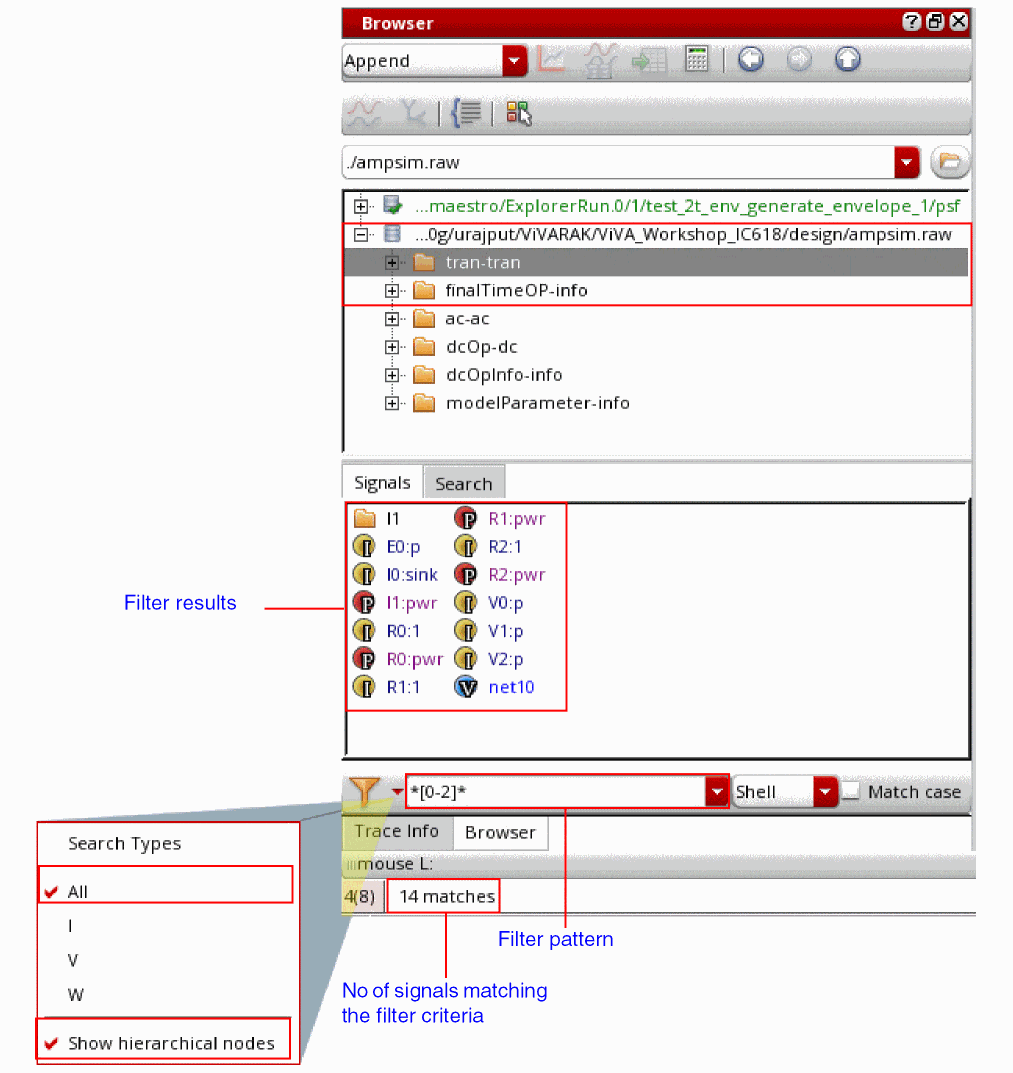 Browser
Append
./ampsim.raw
...maestro/ExplorerRun.0/1/test_2t_env_generate_envelope_1/psf
...0g/urajput/ViVARAK/ViVA_Workshop_IC618/design/ampsim.raw
tran-tran
finalTimeOP-info
ac-ac
dcOp-dc
dcOpInfo-info
modelParameter-info
Signals Search
I1 R1:pwr
E0:p R2:1
I0:sink R2:pwr
I1:pwr V0:p
R0:1 V1:p
R0:pwr V2:p
R1:1 net10
Filter results
*[0-2]* Shell Match case
Trace Info Browser
mouse L:
4(8) 14 matches
Search Types
All
I
V
W
Show hierarchical nodes
Filter pattern
No of signals matching
the filter criteria